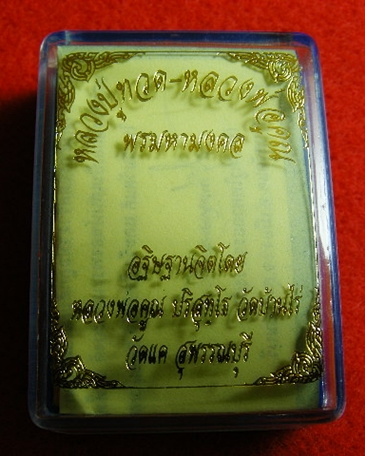 หลวงปู่ทวด-หลวงพ่อคูณ
พรมหามงคล
อธิษฐานจิตโดย
หลวงพ่อคูณ ปริสุทฺโธ วัดบ้านไร่
วัดแค สุพรรณบุรี